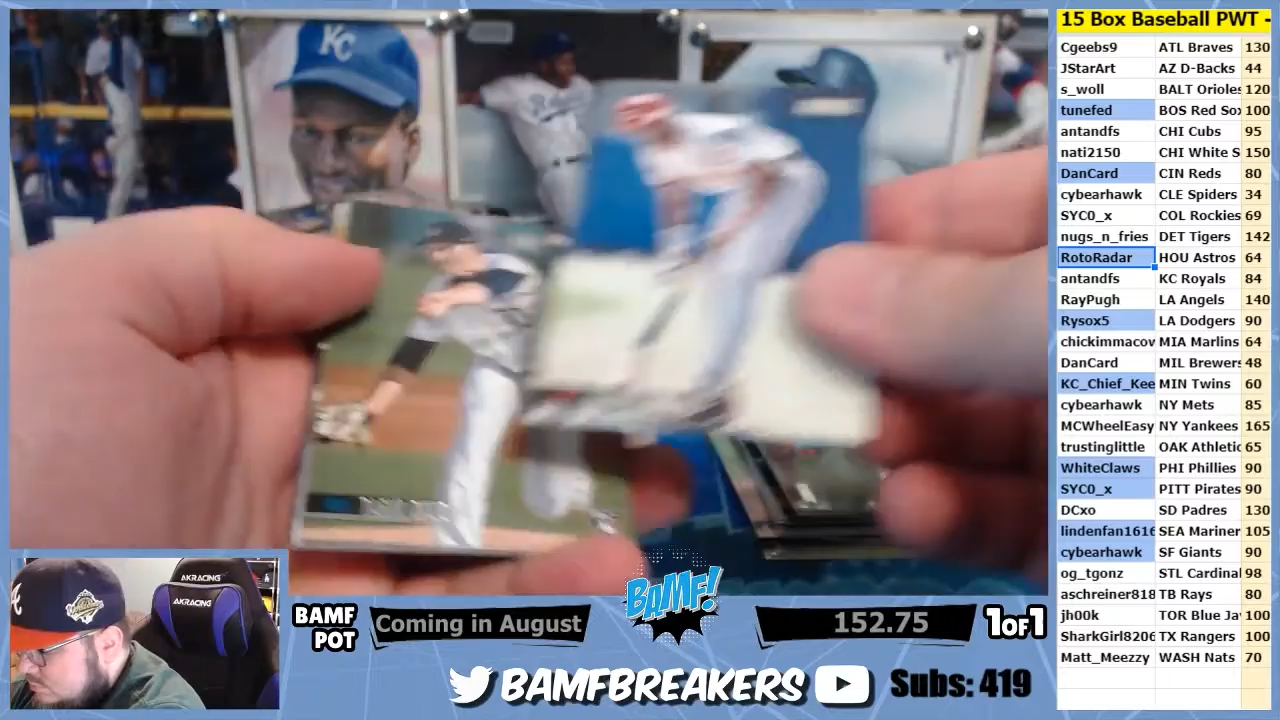 15 Box Baseball PWT -
Cgeebs9 ATL Braves 130
JStarArt AZ D-Backs 44
s_woll BALT Orioles 120
tunefed BOS Red Sox 100
antandfs CHI Cubs 95
nati2150 CHI White S 150
DanCard CIN Reds 80
cybearhawk CLE Spiders 34
SYC0_x COL Rockies 69
nugs_n_fries DET Tigers 142
RotoRadar HOU Astros 64
antandfs KC Royals 84
RayPugh LA Angels 140
Rysox5 LA Dodgers 90
chickimmacow MIA Marlins 64
DanCard MIL Brewers 48
KC_Chief_Kee MIN Twins 60
cybearhawk NY Mets 85
MCWheelEasy NY Yankees 165
trustinglittle OAK Athletic 65
WhiteClaws PHI Phillies 90
SYC0_x PITT Pirates 90
DCxo SD Padres 130
lindenfan1616 SEA Mariner 105
cybearhawk SF Giants 90
og_tgonz STL Cardinal 98
aschreiner818 TB Rays 80
jh00k TOR Blue Ja 100
SharkGirl8206 TX Rangers 100
Matt_Meezzy WASH Nats 70
KC
A
AKRACING
AKRACING
BAMF POT
Coming in August
BAMF!
152.75
1OF1
BAMFBREAKERS
Subs: 419